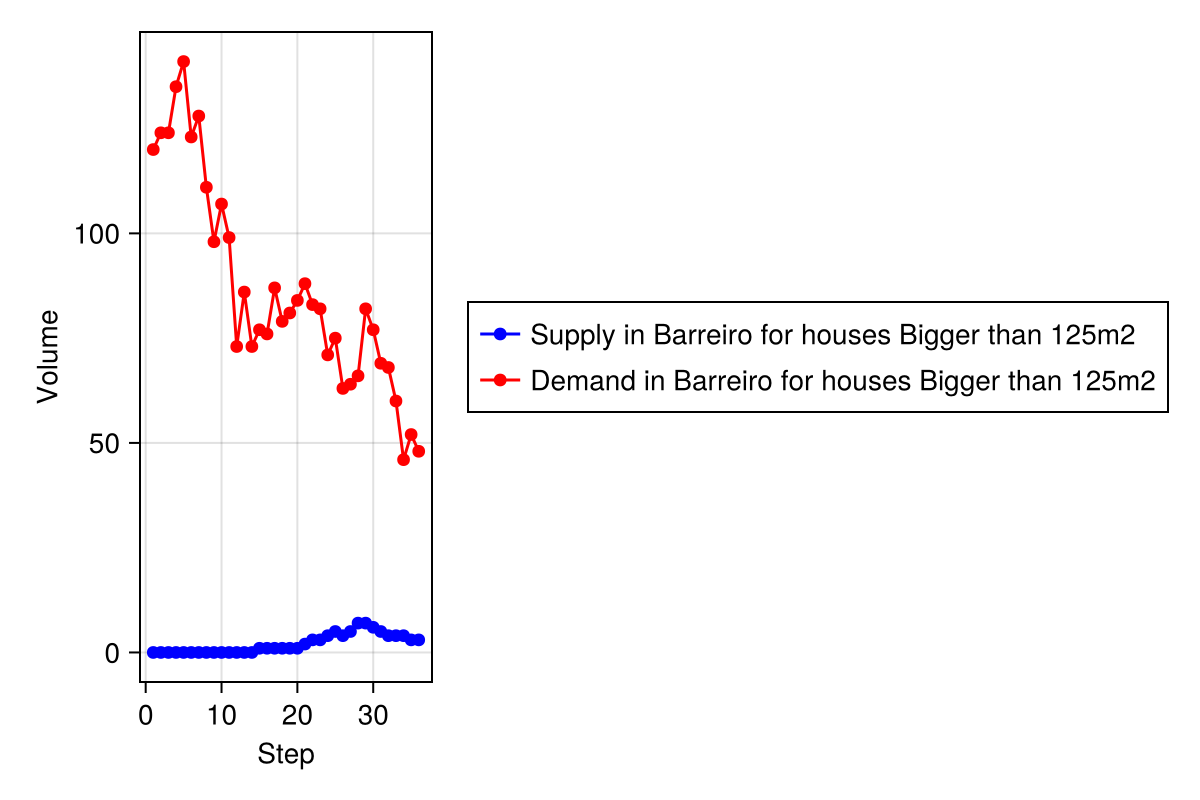 100
50
0
0 10 20 30
Volume
Step
Supply in Barreiro for houses Bigger than 125m2
Demand in Barreiro for houses Bigger than 125m2